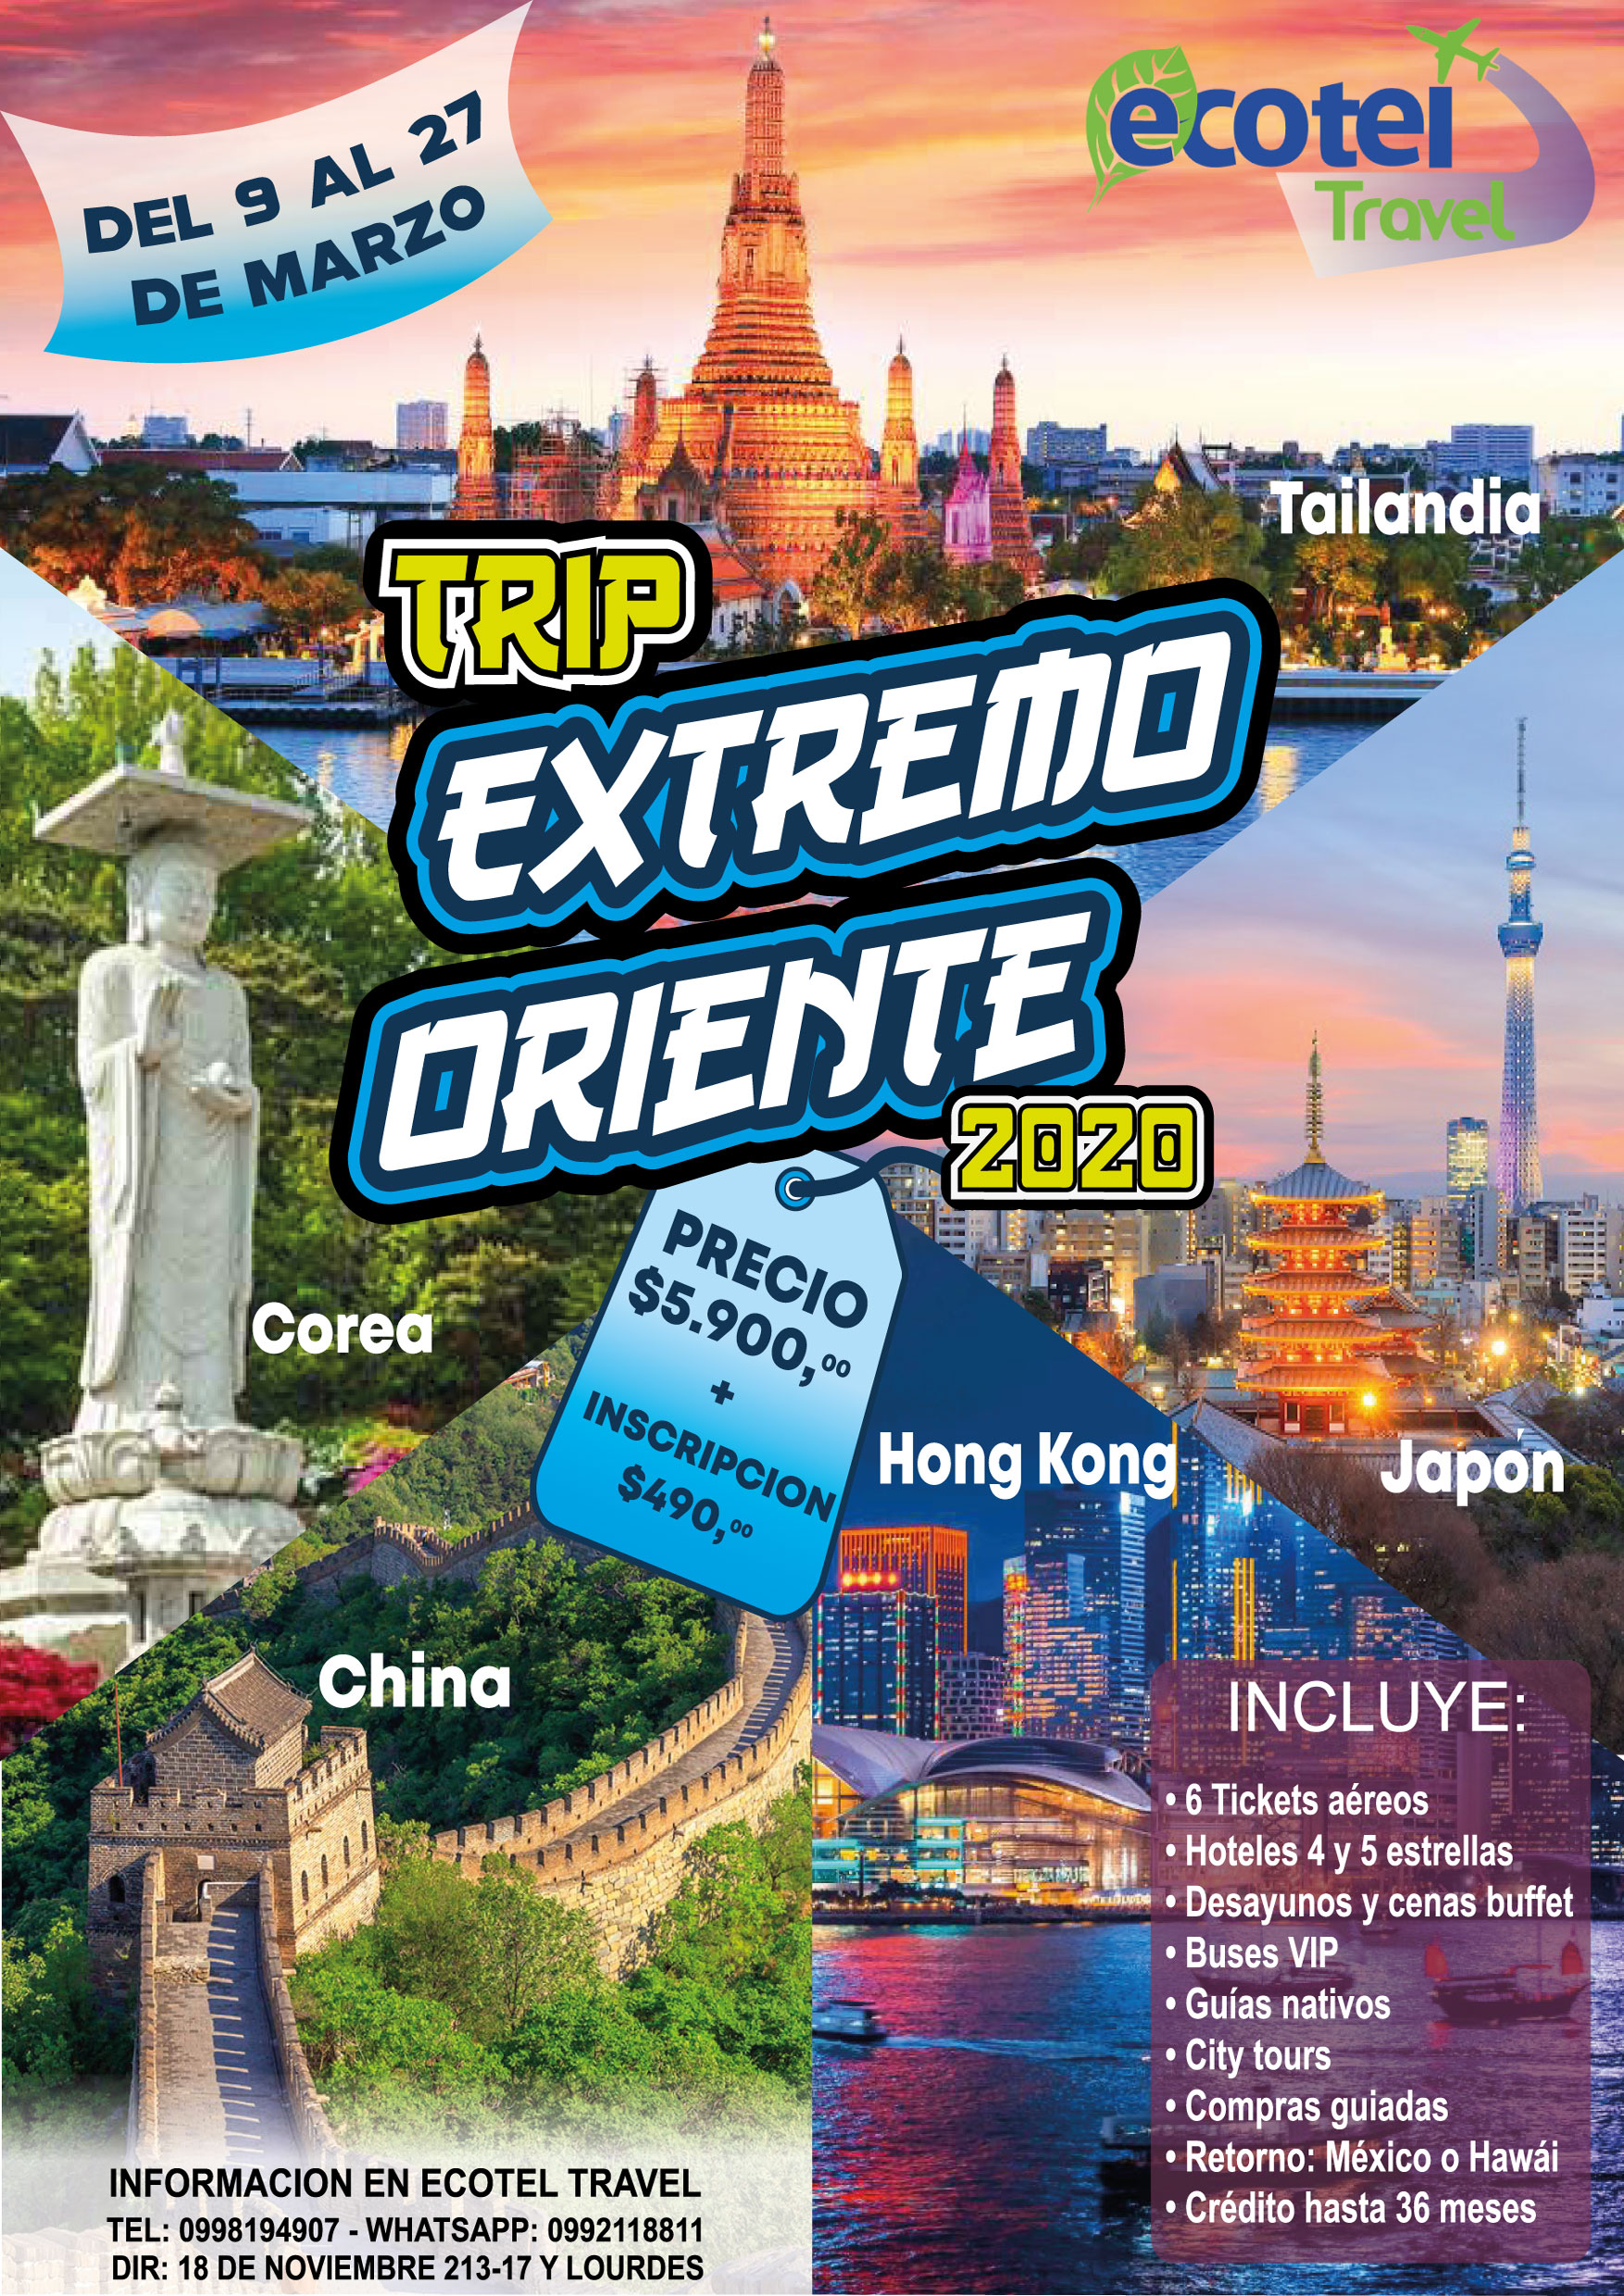 DEL 9 AL 27
DE MARZO
ecotel
Travel
Tailandia
TRIP
EXTREMO
ORIENTE
2020
PRECIO
$5.900,00
+
INSCRIPCION
$490,00
Corea
Hong Kong
Japón
China
INCLUYE:
• 6 Tickets aéreos
• Hoteles 4 y 5 estrellas
• Desayunos y cenas buffet
• Buses VIP
• Guías nativos
• City tours
• Compras guiadas
• Retorno: México o Hawái
• Crédito hasta 36 meses
INFORMACION EN ECOTEL TRAVEL
TEL: 0998194907 - WHATSAPP: 0992118811
DIR: 18 DE NOVIEMBRE 213-17 Y LOURDES